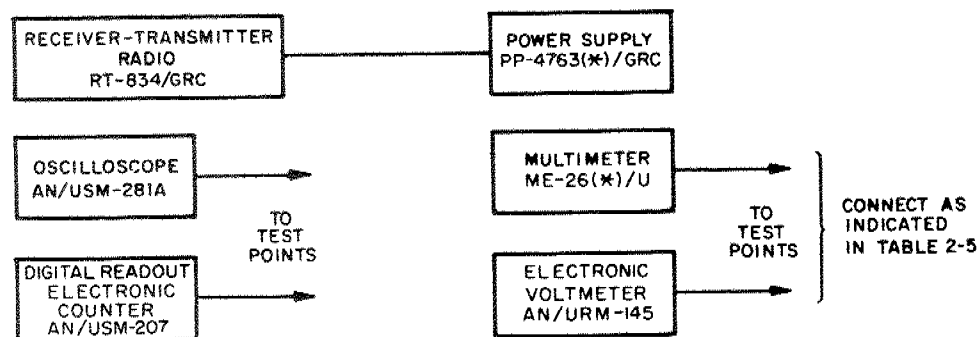 RECEIVER-TRANSMITTER
RADIO
RT-834/GRC
POWER SUPPLY
PP-4763(*)/GRC
OSCILLOSCOPE
AN/USM-281A
MULTIMETER
ME-26(*)/U
TO
TEST
POINTS
TO
TEST
POINTS
CONNECT AS
INDICATED
IN TABLE 2-5
DIGITAL READOUT
ELECTRONIC
COUNTER
AN/USM-207
ELECTRONIC
VOLTMETER
AN/URM-145